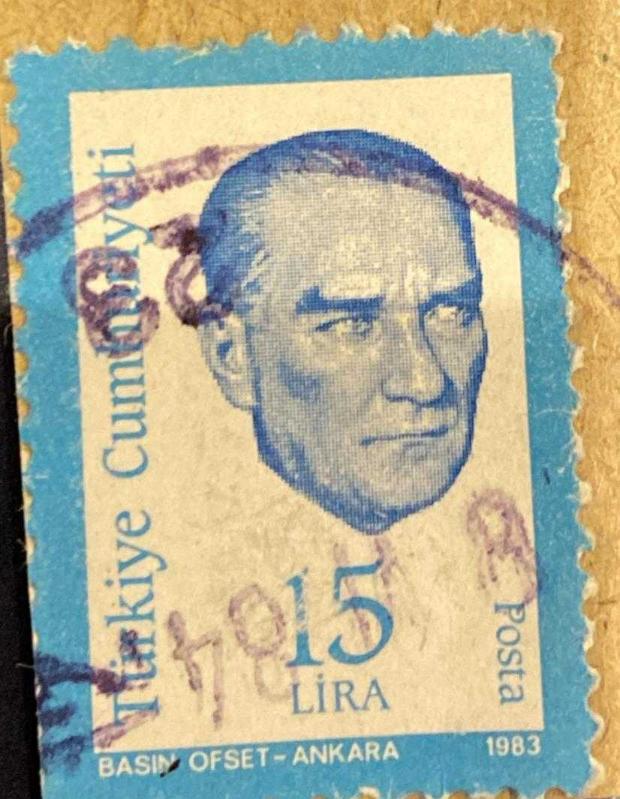 Türkiye Cumhuriyeti
15
LİRA
Posta
BASIN OFSET–ANKARA
1983